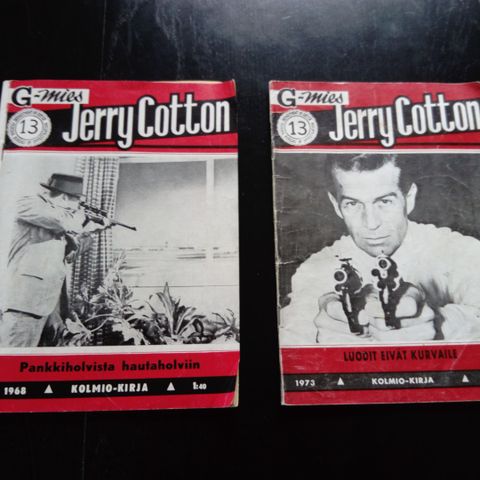 G-mies
Jerry Cotton
13
Pankkiholvista hautaholviin
1968 ▲ KOLMIO-KIRJA ▲ 1:40
G-mies
Jerry Cotton
13
LUODIT EIVÄT KURVAILE
1973 ▲ KOLMIO-KIRJA ▲